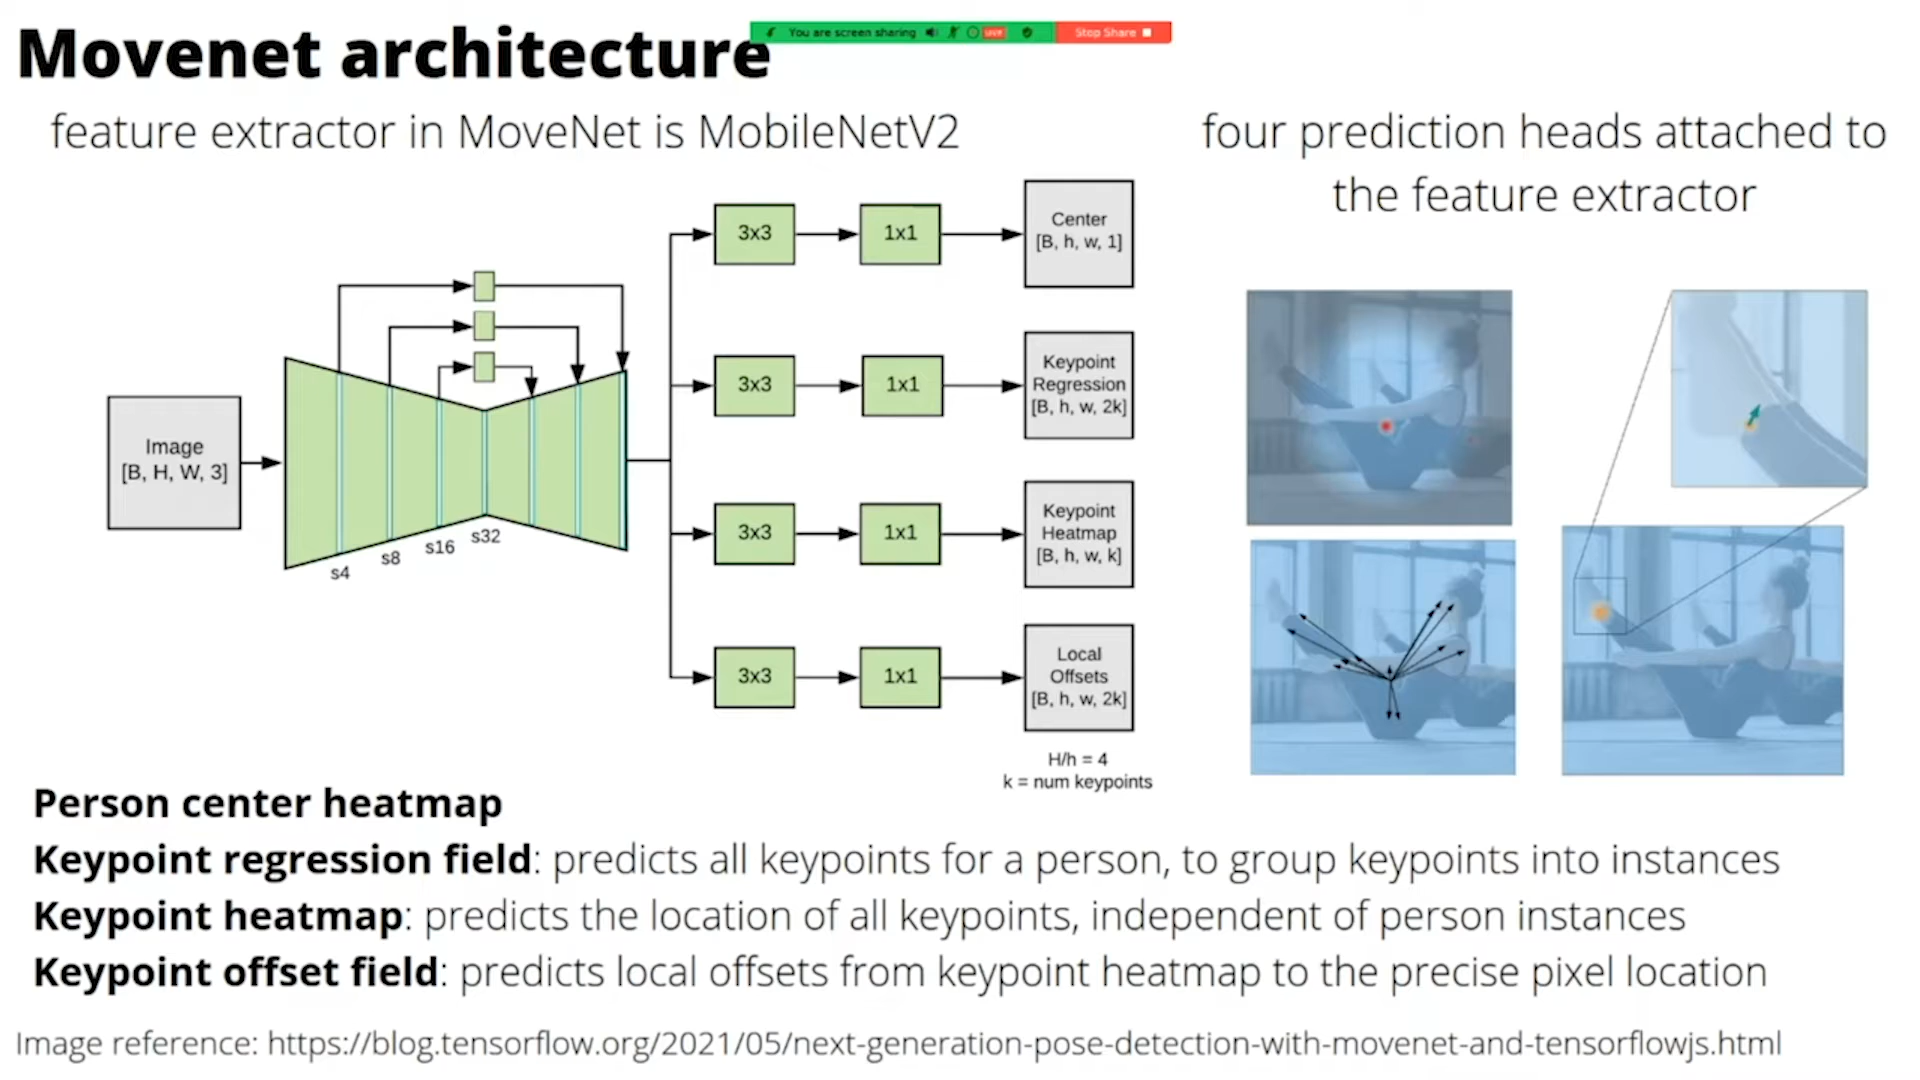 Movenet architecture
You are screen sharing
LIVE
Stop Share
feature extractor in MoveNet is MobileNetV2
four prediction heads attached to
the feature extractor
Image
[B, H, W, 3]
s4
s8
s16
s32
3x3
1x1
Center
[B, h, w, 1]
3x3
1x1
Keypoint
Regression
[B, h, w, 2k]
3x3
1x1
Keypoint
Heatmap
[B, h, w, k]
3x3
1x1
Local
Offsets
[B, h, w, 2k]
H/h = 4
k = num keypoints
Person center heatmap
Keypoint regression field: predicts all keypoints for a person, to group keypoints into instances
Keypoint heatmap: predicts the location of all keypoints, independent of person instances
Keypoint offset field: predicts local offsets from keypoint heatmap to the precise pixel location
Image reference: https://blog.tensorflow.org/2021/05/next-generation-pose-detection-with-movenet-and-tensorflowjs.html